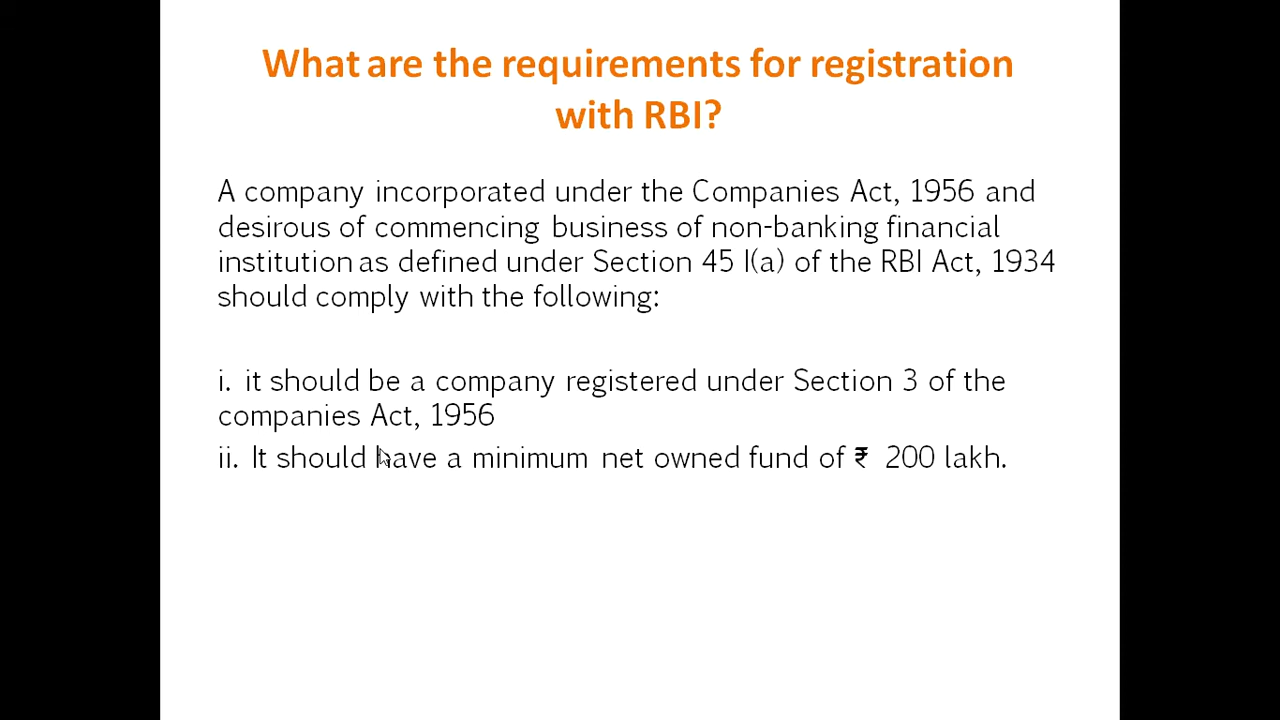 What are the requirements for registration
with RBI?
A company incorporated under the Companies Act, 1956 and
desirous of commencing business of non-banking financial
institution as defined under Section 45 I(a) of the RBI Act, 1934
should comply with the following:
i. it should be a company registered under Section 3 of the
companies Act, 1956
ii. It should have a minimum net owned fund of ₹ 200 lakh.